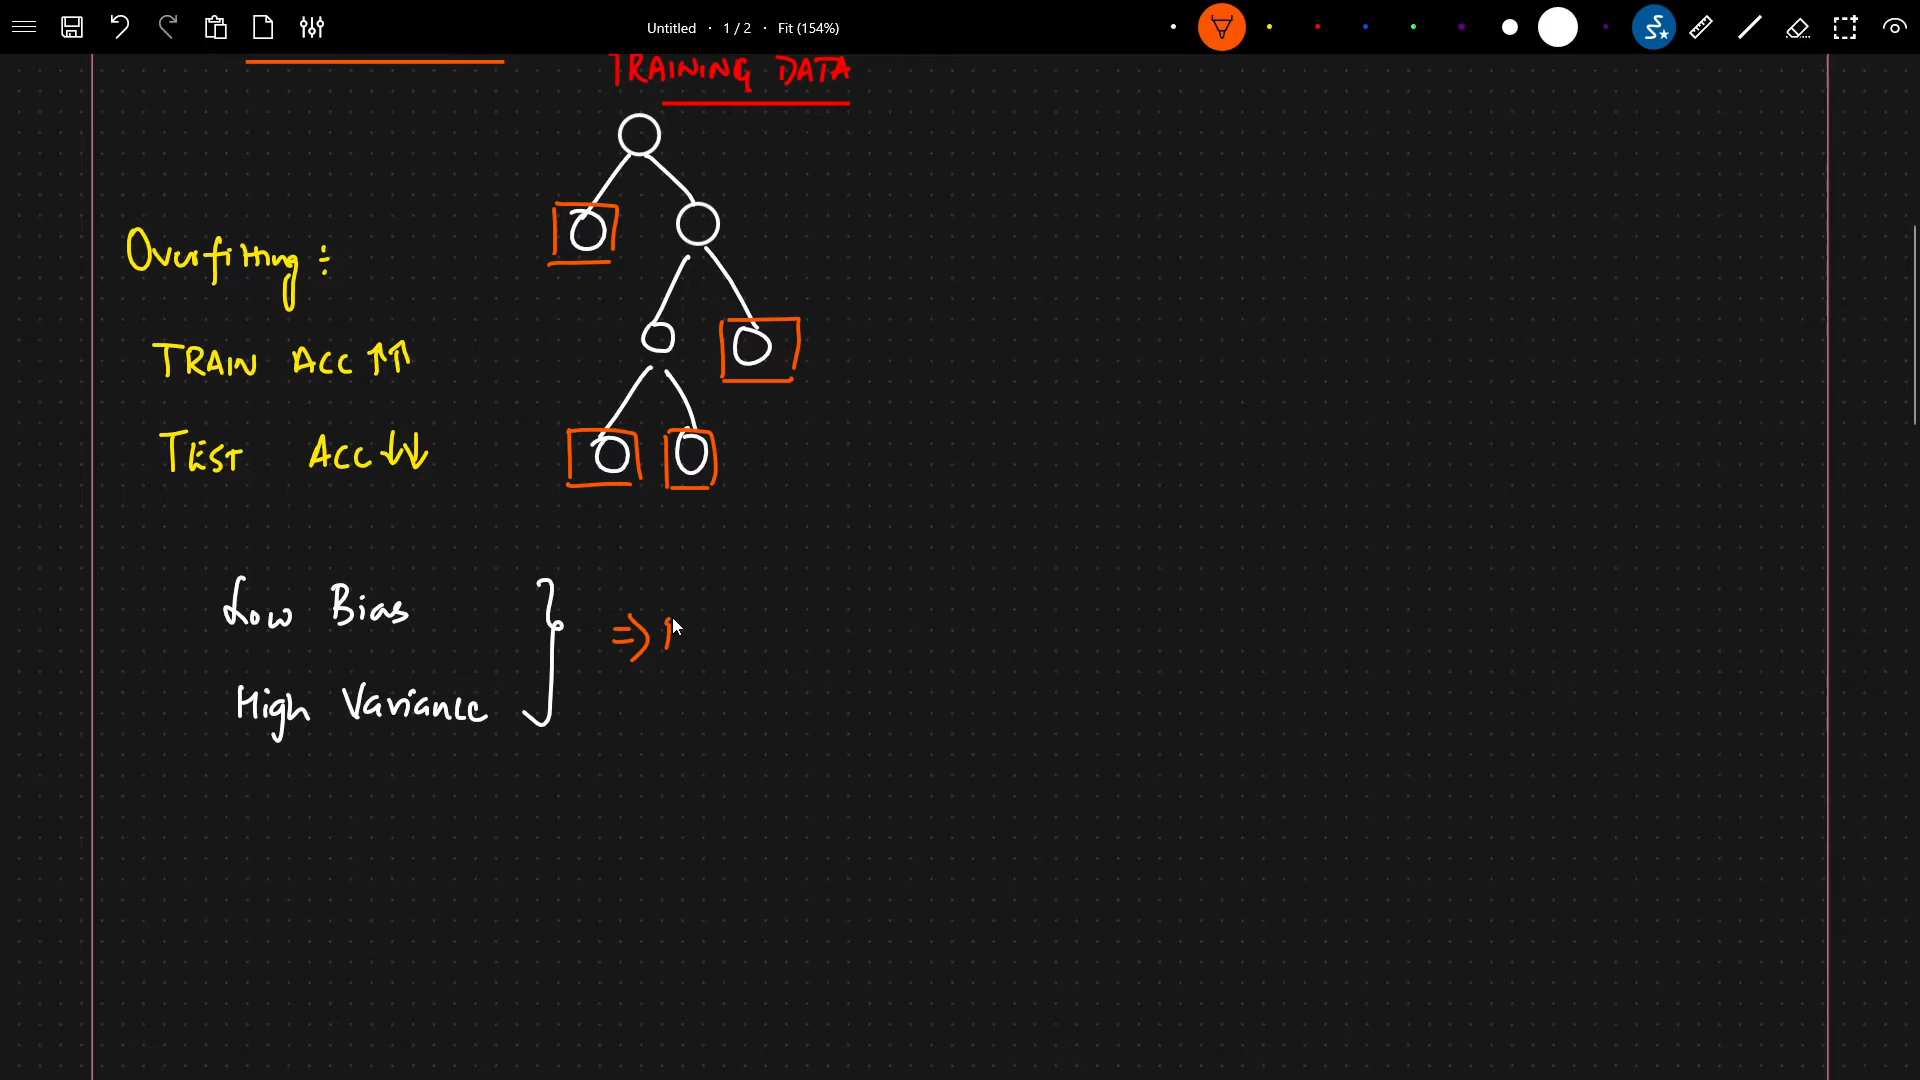 Untitled · 1 / 2 · Fit (154%)
TRAINING DATA
Overfitting :
TRAIN ACC ↑↑
TEST ACC ↓↓
Low Bias
High Variance
=>